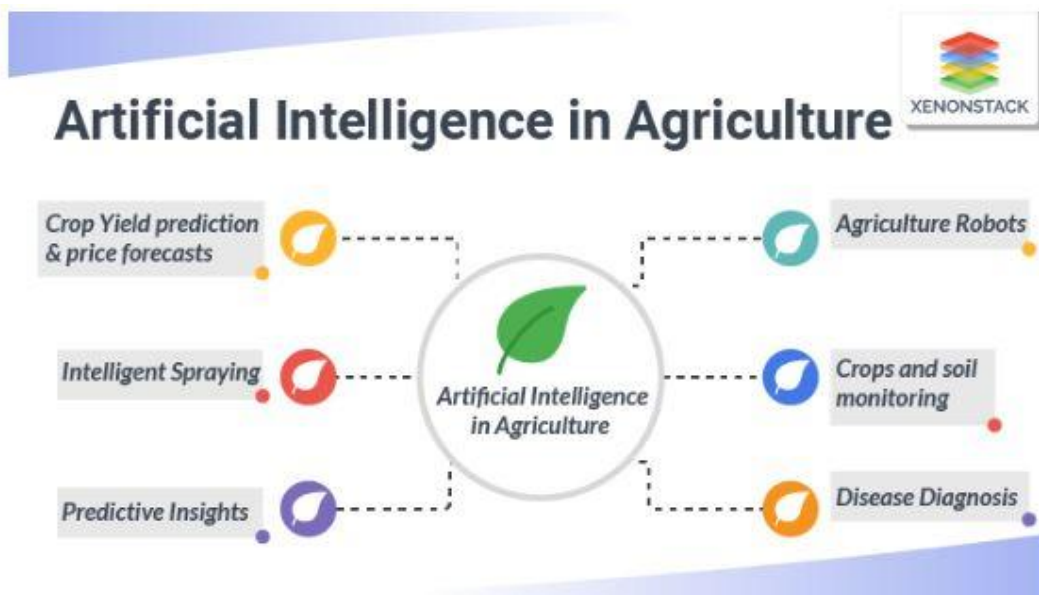 XENONSTACK
Artificial Intelligence in Agriculture
Crop Yield prediction
& price forecasts
Intelligent Spraying
Predictive Insights
Artificial Intelligence
in Agriculture
Agriculture Robots
Crops and soil
monitoring
Disease Diagnosis